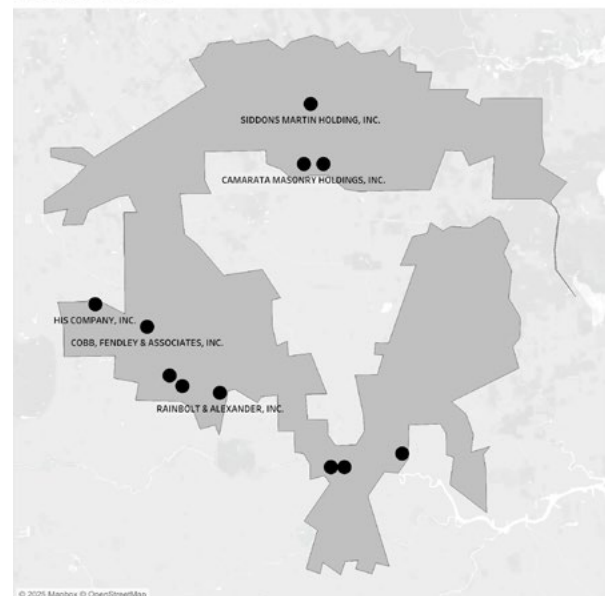 SIDDONS MARTIN HOLDING, INC.
CAMARATA MASONRY HOLDINGS, INC.
HIS COMPANY, INC.
COBB, FENDLEY & ASSOCIATES, INC.
RAINBOLT & ALEXANDER, INC.
© 2025 Mapbox © OpenStreetMap